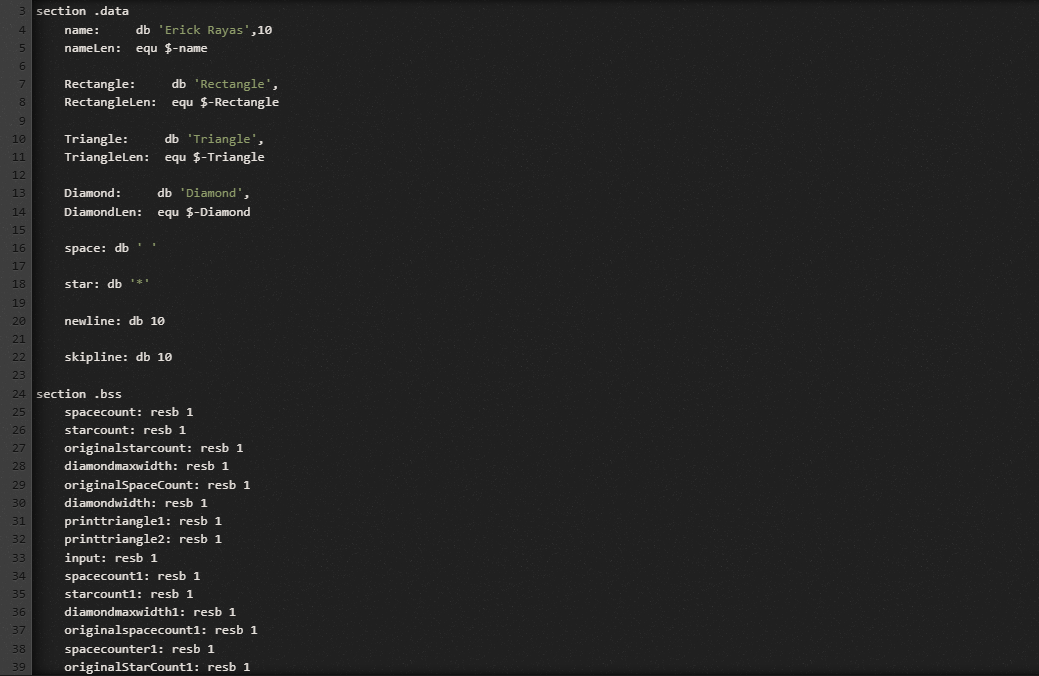 3 section .data
4 name: db 'Erick Rayas',10
5 nameLen: equ $-name
6
7 Rectangle: db 'Rectangle',
8 RectangleLen: equ $-Rectangle
9
10 Triangle: db 'Triangle',
11 TriangleLen: equ $-Triangle
12
13 Diamond: db 'Diamond',
14 DiamondLen: equ $-Diamond
15
16 space: db ' '
17
18 star: db '*'
19
20 newline: db 10
21
22 skipline: db 10
23
24 section .bss
25 spacecount: resb 1
26 starcount: resb 1
27 originalstarcount: resb 1
28 diamondmaxwidth: resb 1
29 originalSpaceCount: resb 1
30 diamondwidth: resb 1
31 printtriangle1: resb 1
32 printtriangle2: resb 1
33 input: resb 1
34 spacecount1: resb 1
35 starcount1: resb 1
36 diamondmaxwidth1: resb 1
37 originalspacecount1: resb 1
38 spacecounter1: resb 1
39 originalStarCount1: resb 1